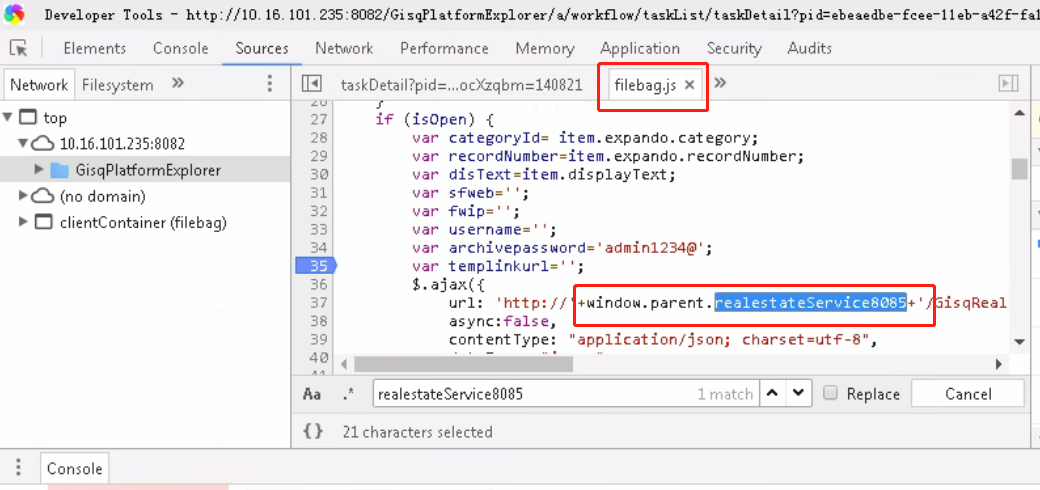 Developer Tools - http://10.16.101.235:8082/GisqPlatformExplorer/a/workflow/taskList/taskDetail?pid=ebeaedbe-fcee-11eb-a42f-fa1
Elements Console Sources Network Performance Memory Application Security Audits
Network Filesystem » taskDetail?pid=...ocXzqbm=140821 filebag.js × »
top
10.16.101.235:8082
GisqPlatformExplorer
(no domain)
clientContainer (filebag)
26 }
27 if (isOpen) {
28 var categoryId= item.expando.category;
29 var recordNumber=item.expando.recordNumber;
30 var disText=item.displayText;
31 var sfweb='';
32 var fwip='';
33 var username='';
34 var archivepassword='admin1234@';
35 var templinkurl='';
36 $.ajax({
37 url: 'http://'+window.parent.realestateService8085+'/GisqReal
38 async:false,
39 contentType: "application/json; charset=utf-8",
40
41
Aa .* realestateService8085 1 match Replace Cancel
{} 21 characters selected
Console